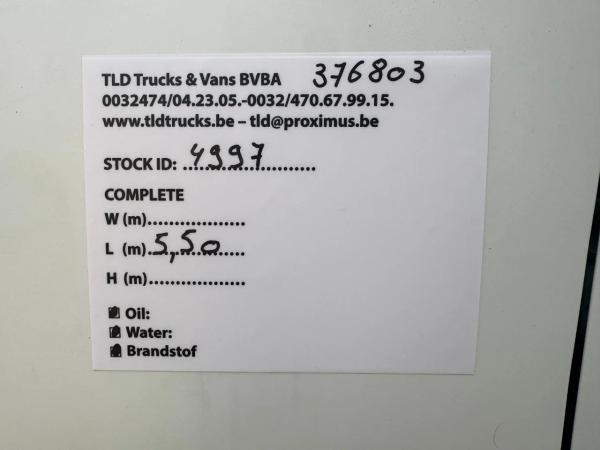 TLD Trucks & Vans BVBA 376803
0032474/04.23.05.-0032/470.67.99.15.
www.tldtrucks.be – tld@proximus.be
STOCK ID: 4997
COMPLETE
W (m)....................
L (m) 5,50
H (m)....................
Oil:
Water:
Brandstof